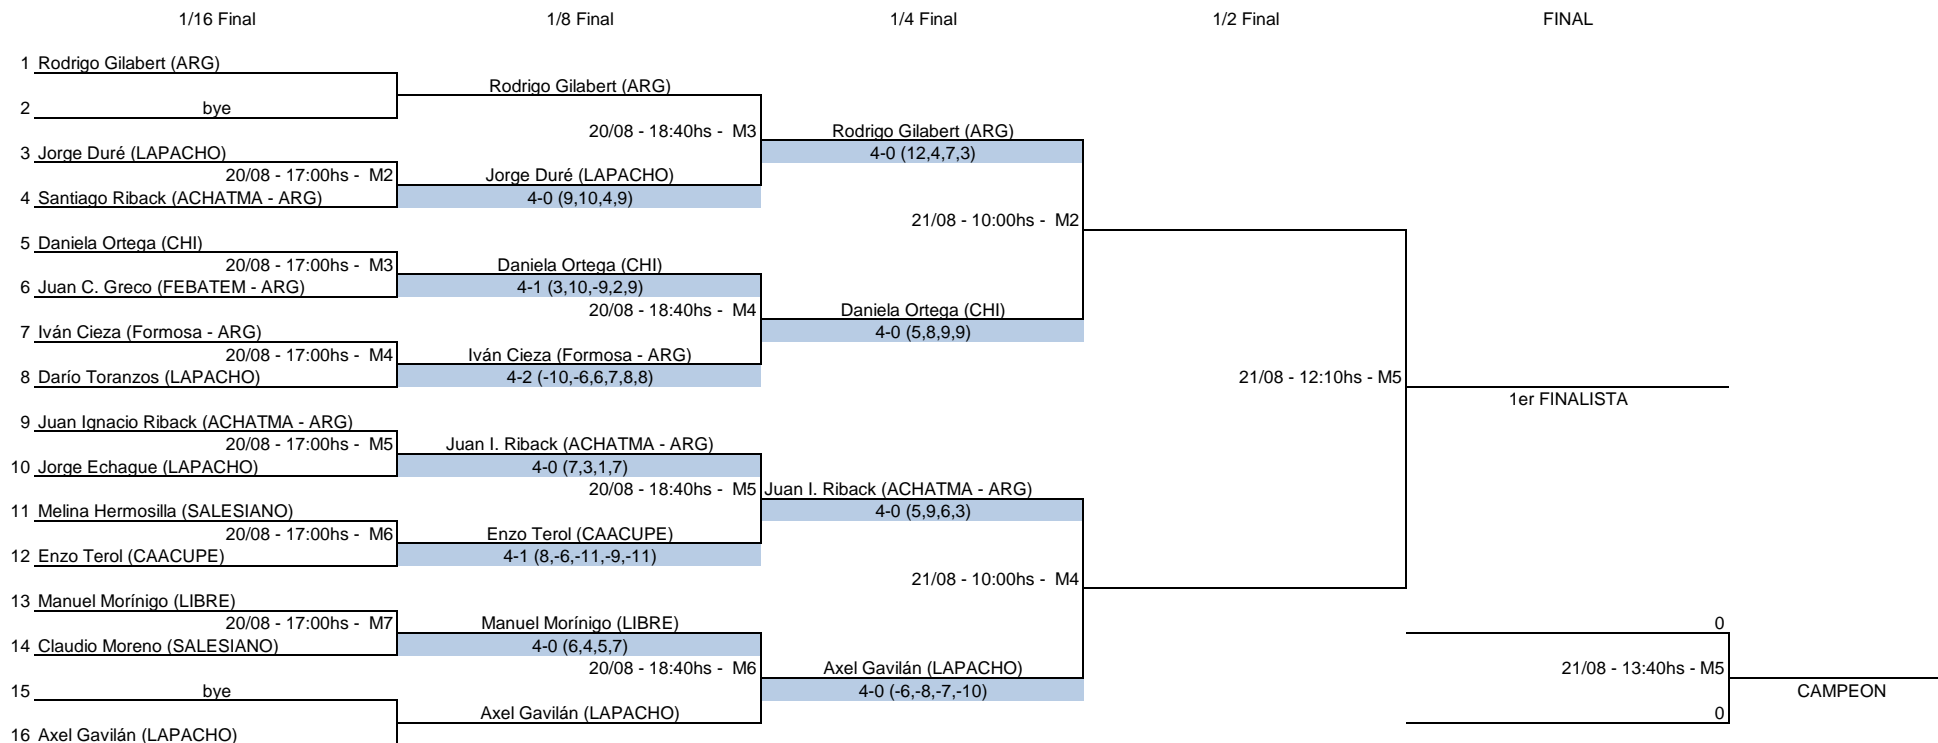 1/16 Final 1/8 Final 1/4 Final 1/2 Final FINAL
1 Rodrigo Gilabert (ARG)
Rodrigo Gilabert (ARG)
2 bye
20/08 - 18:40hs - M3 Rodrigo Gilabert (ARG)
3 Jorge Duré (LAPACHO) 4-0 (12,4,7,3)
20/08 - 17:00hs - M2 Jorge Duré (LAPACHO)
4 Santiago Riback (ACHATMA - ARG) 4-0 (9,10,4,9)
21/08 - 10:00hs - M2
5 Daniela Ortega (CHI)
20/08 - 17:00hs - M3 Daniela Ortega (CHI)
6 Juan C. Greco (FEBATEM - ARG) 4-1 (3,10,-9,2,9)
20/08 - 18:40hs - M4 Daniela Ortega (CHI)
7 Iván Cieza (Formosa - ARG) 4-0 (5,8,9,9)
20/08 - 17:00hs - M4 Iván Cieza (Formosa - ARG)
8 Darío Toranzos (LAPACHO) 4-2 (-10,-6,6,7,8,8) 21/08 - 12:10hs - M5
1er FINALISTA
9 Juan Ignacio Riback (ACHATMA - ARG)
20/08 - 17:00hs - M5 Juan I. Riback (ACHATMA - ARG)
10 Jorge Echague (LAPACHO) 4-0 (7,3,1,7)
20/08 - 18:40hs - M5 Juan I. Riback (ACHATMA - ARG)
11 Melina Hermosilla (SALESIANO) 4-0 (5,9,6,3)
20/08 - 17:00hs - M6 Enzo Terol (CAACUPE)
12 Enzo Terol (CAACUPE) 4-1 (8,-6,-11,-9,-11)
21/08 - 10:00hs - M4
13 Manuel Morínigo (LIBRE)
20/08 - 17:00hs - M7 Manuel Morínigo (LIBRE) 0
14 Claudio Moreno (SALESIANO) 4-0 (6,4,5,7)
20/08 - 18:40hs - M6 Axel Gavilán (LAPACHO) 21/08 - 13:40hs - M5
15 bye 4-0 (-6,-8,-7,-10) CAMPEON
Axel Gavilán (LAPACHO) 0
16 Axel Gavilán (LAPACHO)